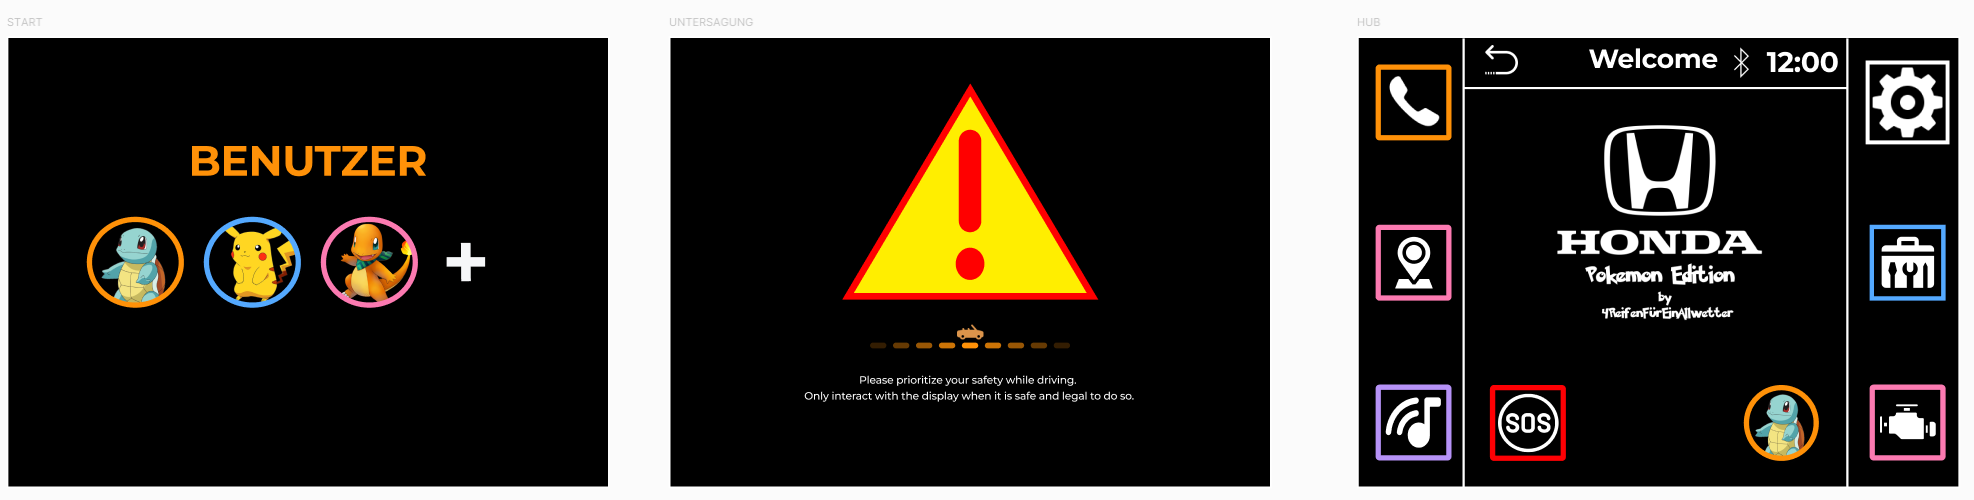 START
BENUTZER
UNTERSAGUNG
Please prioritize your safety while driving.
Only interact with the display when it is safe and legal to do so.
HUB
Welcome
12:00
HONDA
Pokemon Edition
by
4ReifenFürEinAllwetter
SOS